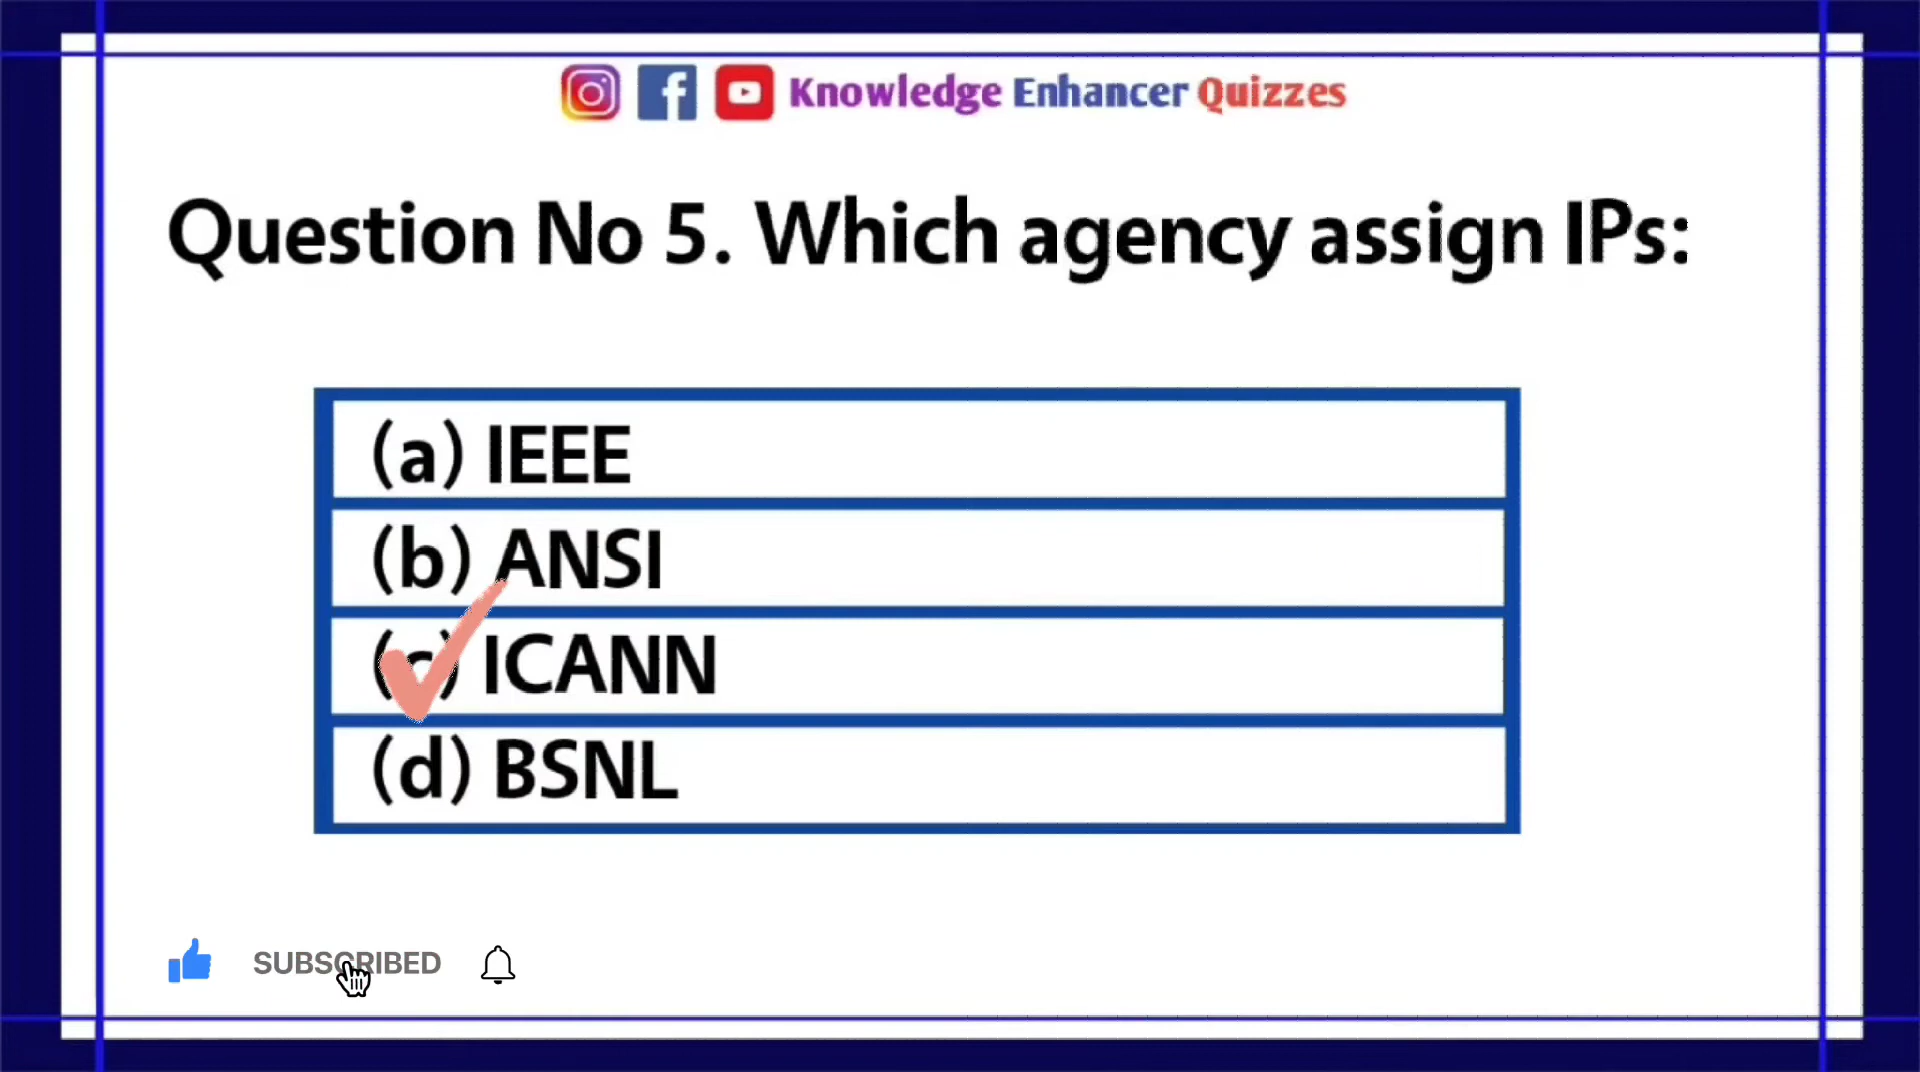 Knowledge Enhancer Quizzes
Question No 5. Which agency assign IPs:
(a) IEEE
(b) ANSI
(c) ICANN
(d) BSNL
SUBSCRIBED